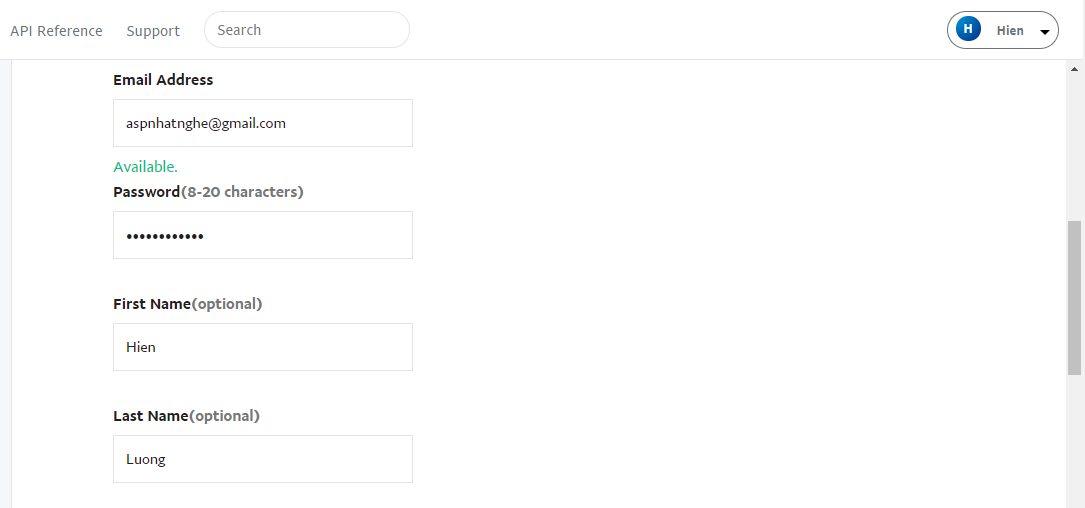 API Reference Support Search H Hien
Email Address
aspnhatnghe@gmail.com
Available.
Password(8-20 characters)
••••••••••••
First Name(optional)
Hien
Last Name(optional)
Luong